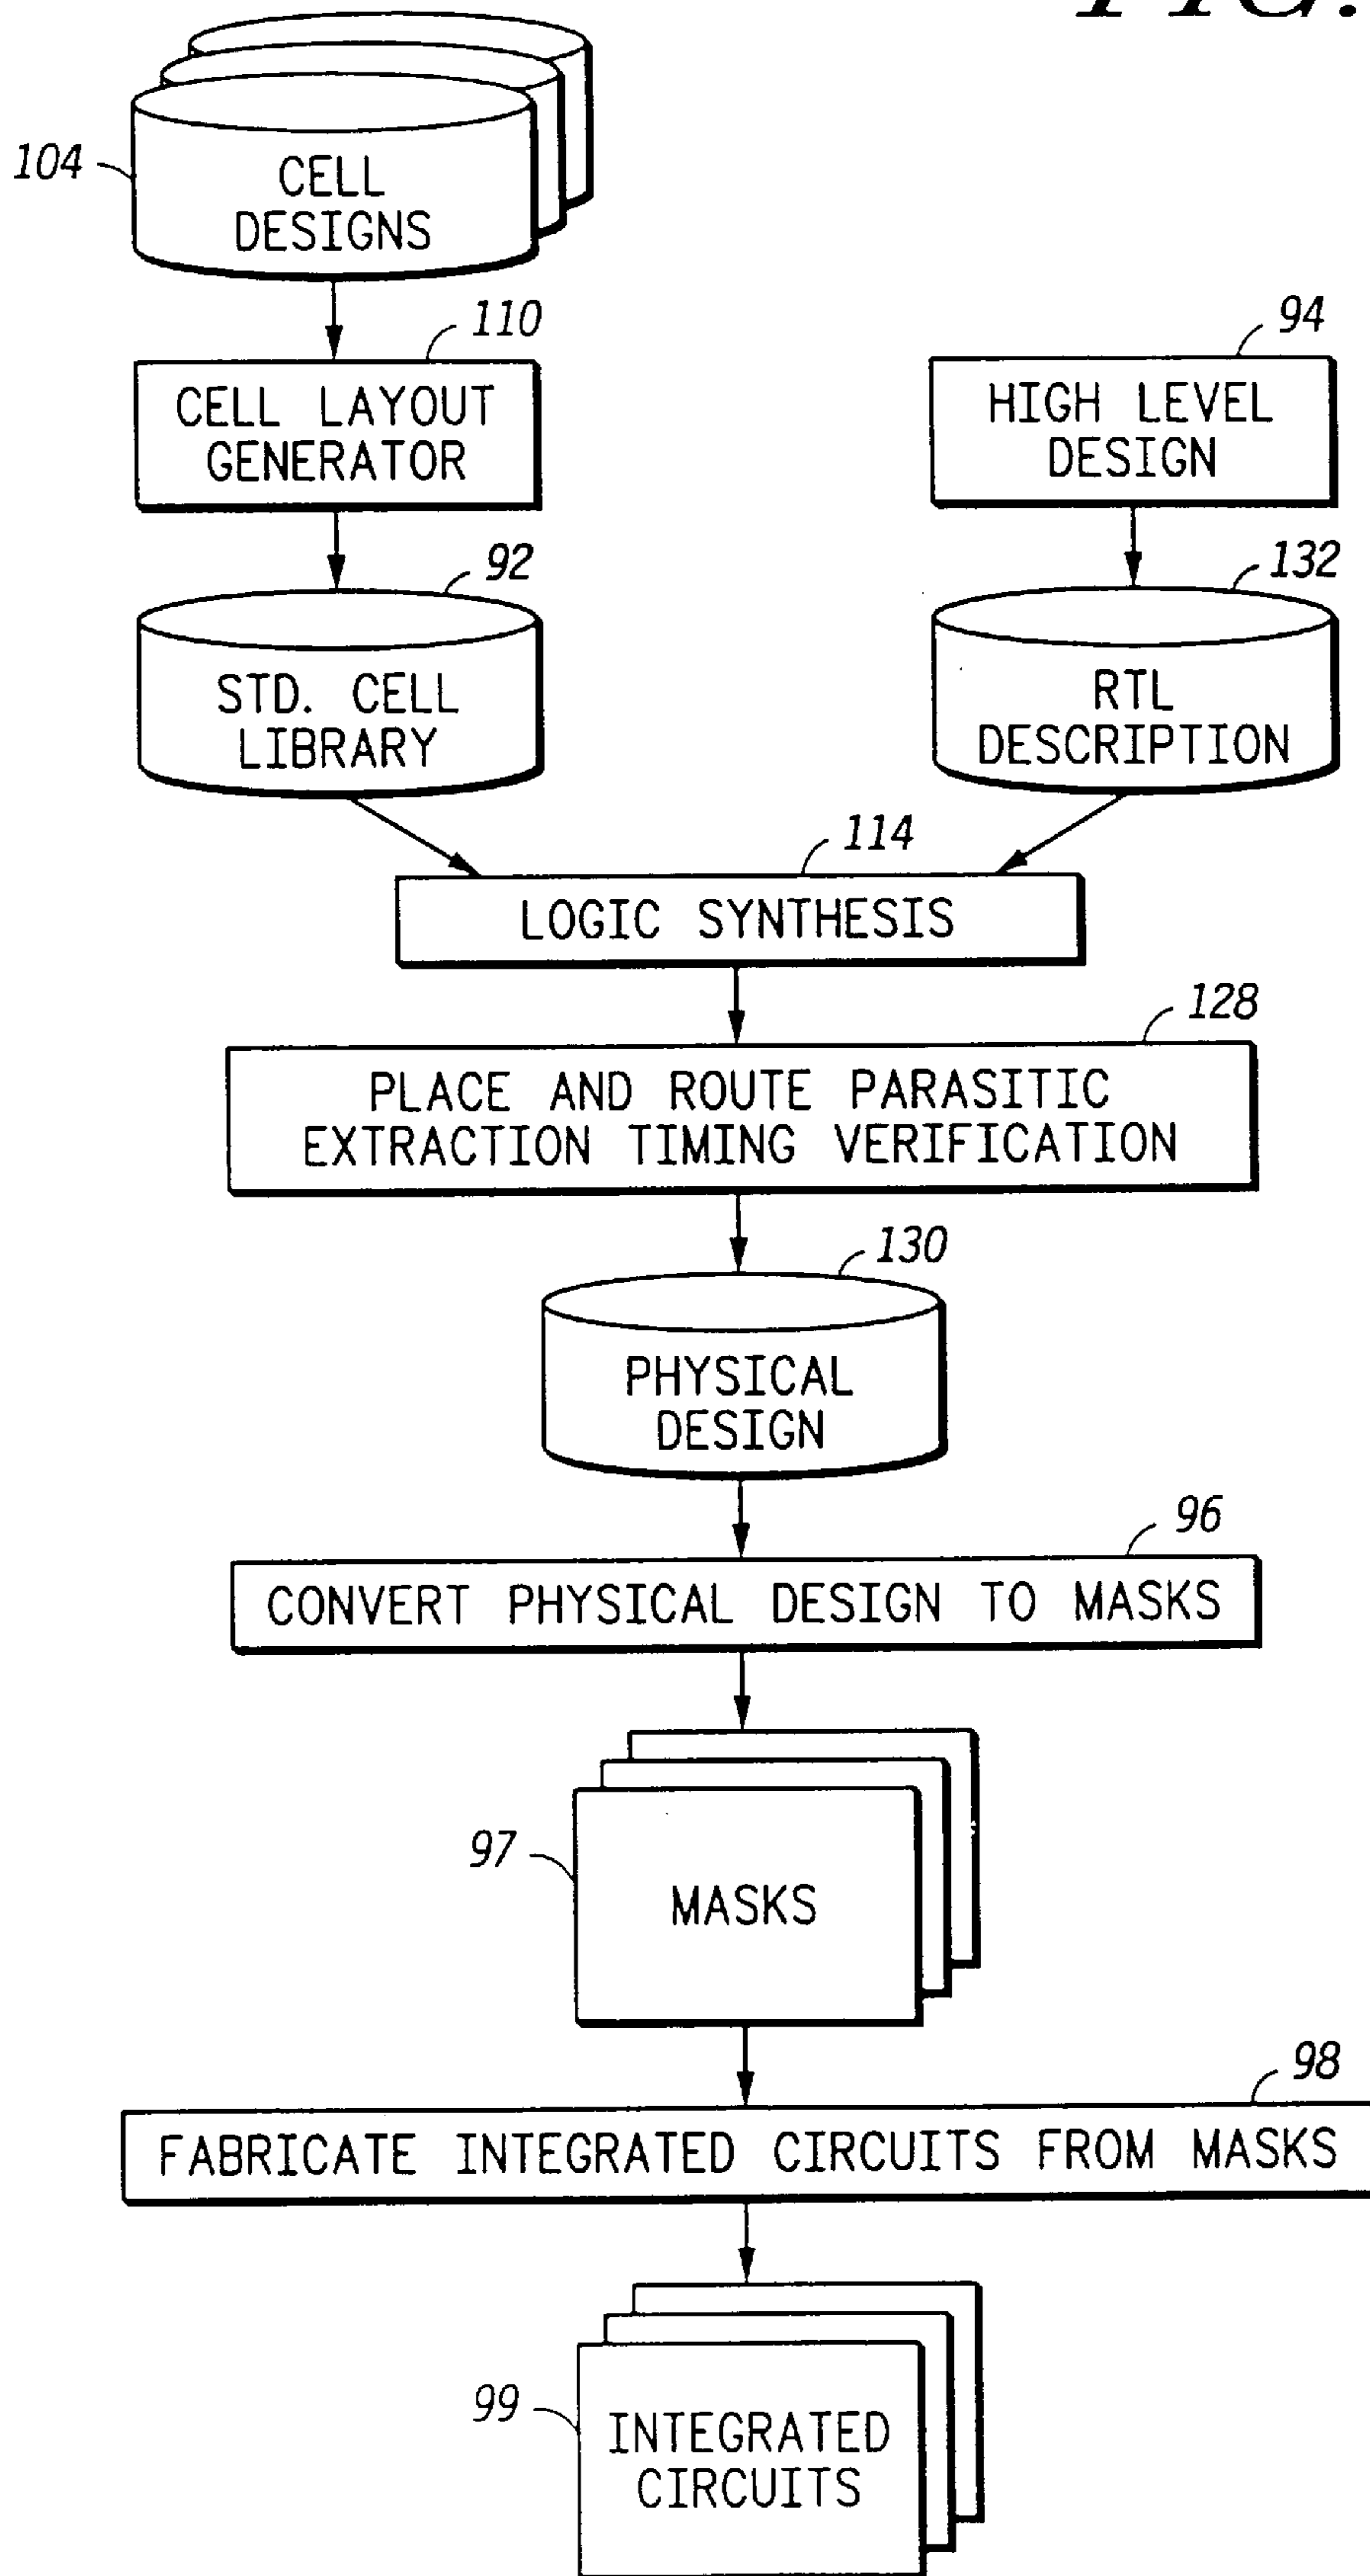 FIG.
104
CELL
DESIGNS
110
CELL LAYOUT
GENERATOR
94
HIGH LEVEL
DESIGN
92
STD. CELL
LIBRARY
132
RTL
DESCRIPTION
114
LOGIC SYNTHESIS
128
PLACE AND ROUTE PARASITIC
EXTRACTION TIMING VERIFICATION
130
PHYSICAL
DESIGN
96
CONVERT PHYSICAL DESIGN TO MASKS
97
MASKS
98
FABRICATE INTEGRATED CIRCUITS FROM MASKS
99
INTEGRATED
CIRCUITS